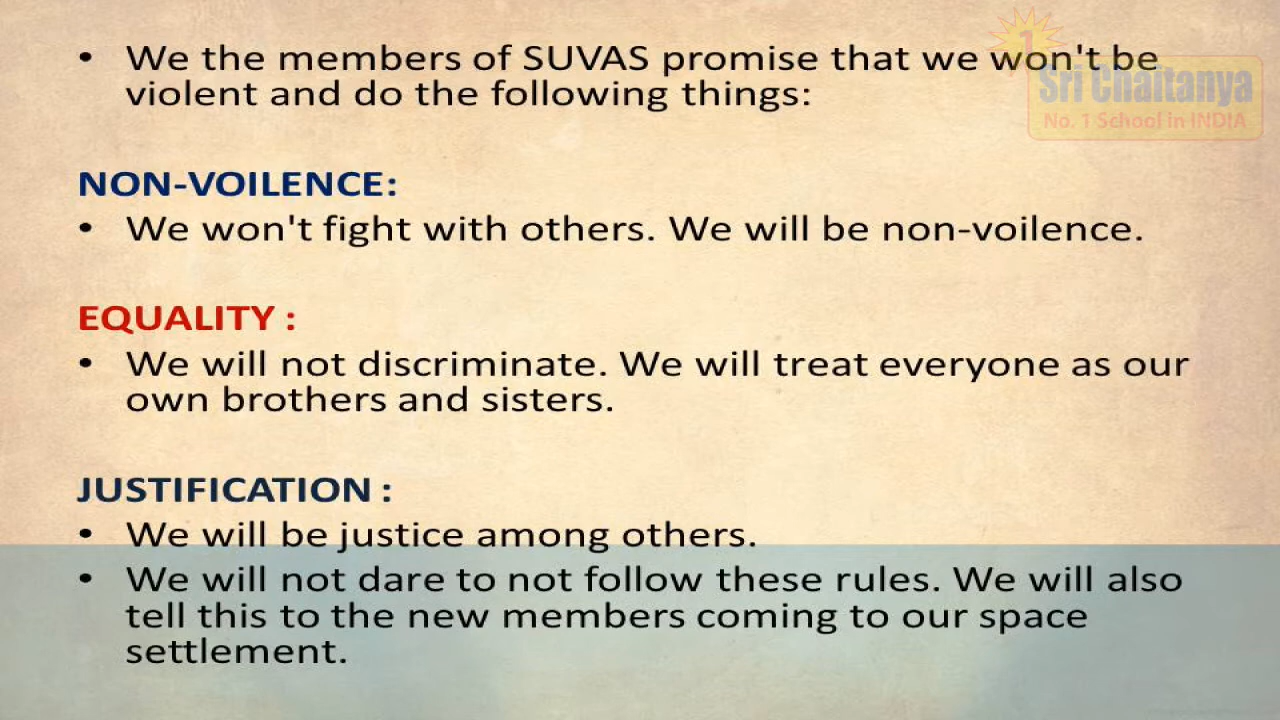 • We the members of SUVAS promise that we won't be
violent and do the following things:
1
Sri Chaitanya
No. 1 School in INDIA
NON-VOILENCE:
• We won't fight with others. We will be non-voilence.
EQUALITY :
• We will not discriminate. We will treat everyone as our
own brothers and sisters.
JUSTIFICATION :
• We will be justice among others.
• We will not dare to not follow these rules. We will also
tell this to the new members coming to our space
settlement.